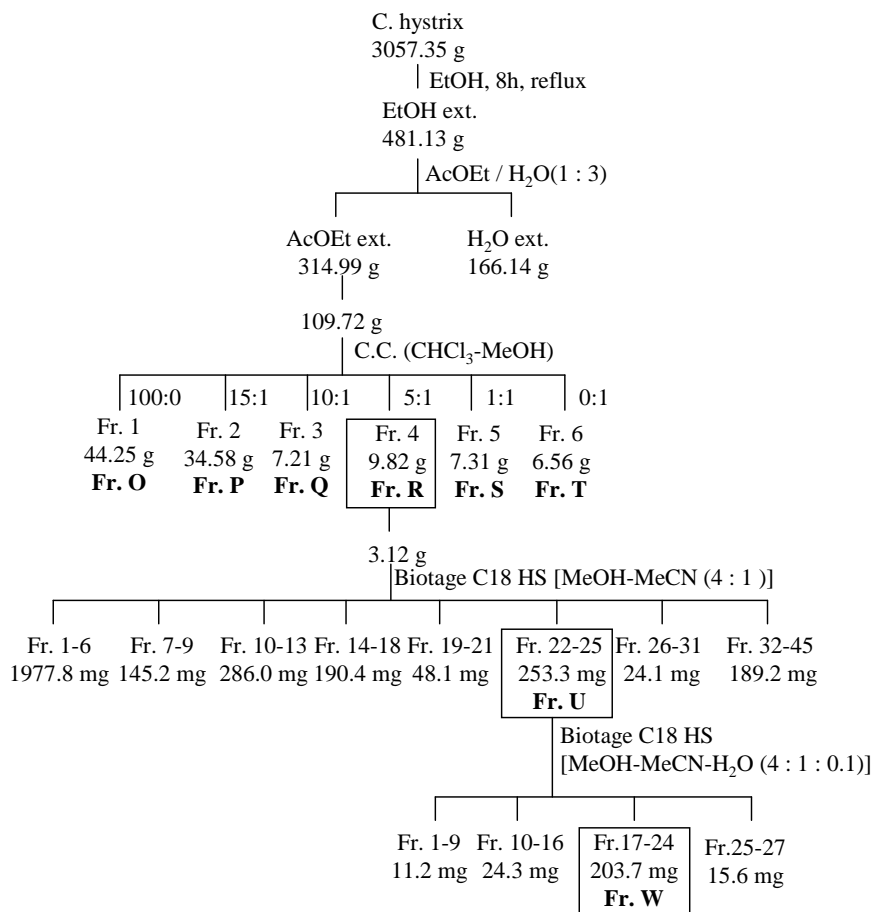 C. hystrix
3057.35 g
EtOH, 8h, reflux
EtOH ext.
481.13 g
AcOEt / H₂O(1 : 3)
AcOEt ext.
314.99 g
H₂O ext.
166.14 g
109.72 g
C.C. (CHCl₃-MeOH)
100:0
15:1
10:1
5:1
1:1
0:1
Fr. 1
44.25 g
Fr. O
Fr. 2
34.58 g
Fr. P
Fr. 3
7.21 g
Fr. Q
Fr. 4
9.82 g
Fr. R
Fr. 5
7.31 g
Fr. S
Fr. 6
6.56 g
Fr. T
3.12 g
Biotage C18 HS [MeOH-MeCN (4 : 1 )]
Fr. 1-6
1977.8 mg
Fr. 7-9
145.2 mg
Fr. 10-13
286.0 mg
Fr. 14-18
190.4 mg
Fr. 19-21
48.1 mg
Fr. 22-25
253.3 mg
Fr. U
Fr. 26-31
24.1 mg
Fr. 32-45
189.2 mg
Biotage C18 HS
[MeOH-MeCN-H₂O (4 : 1 : 0.1)]
Fr. 1-9
11.2 mg
Fr. 10-16
24.3 mg
Fr.17-24
203.7 mg
Fr. W
Fr.25-27
15.6 mg